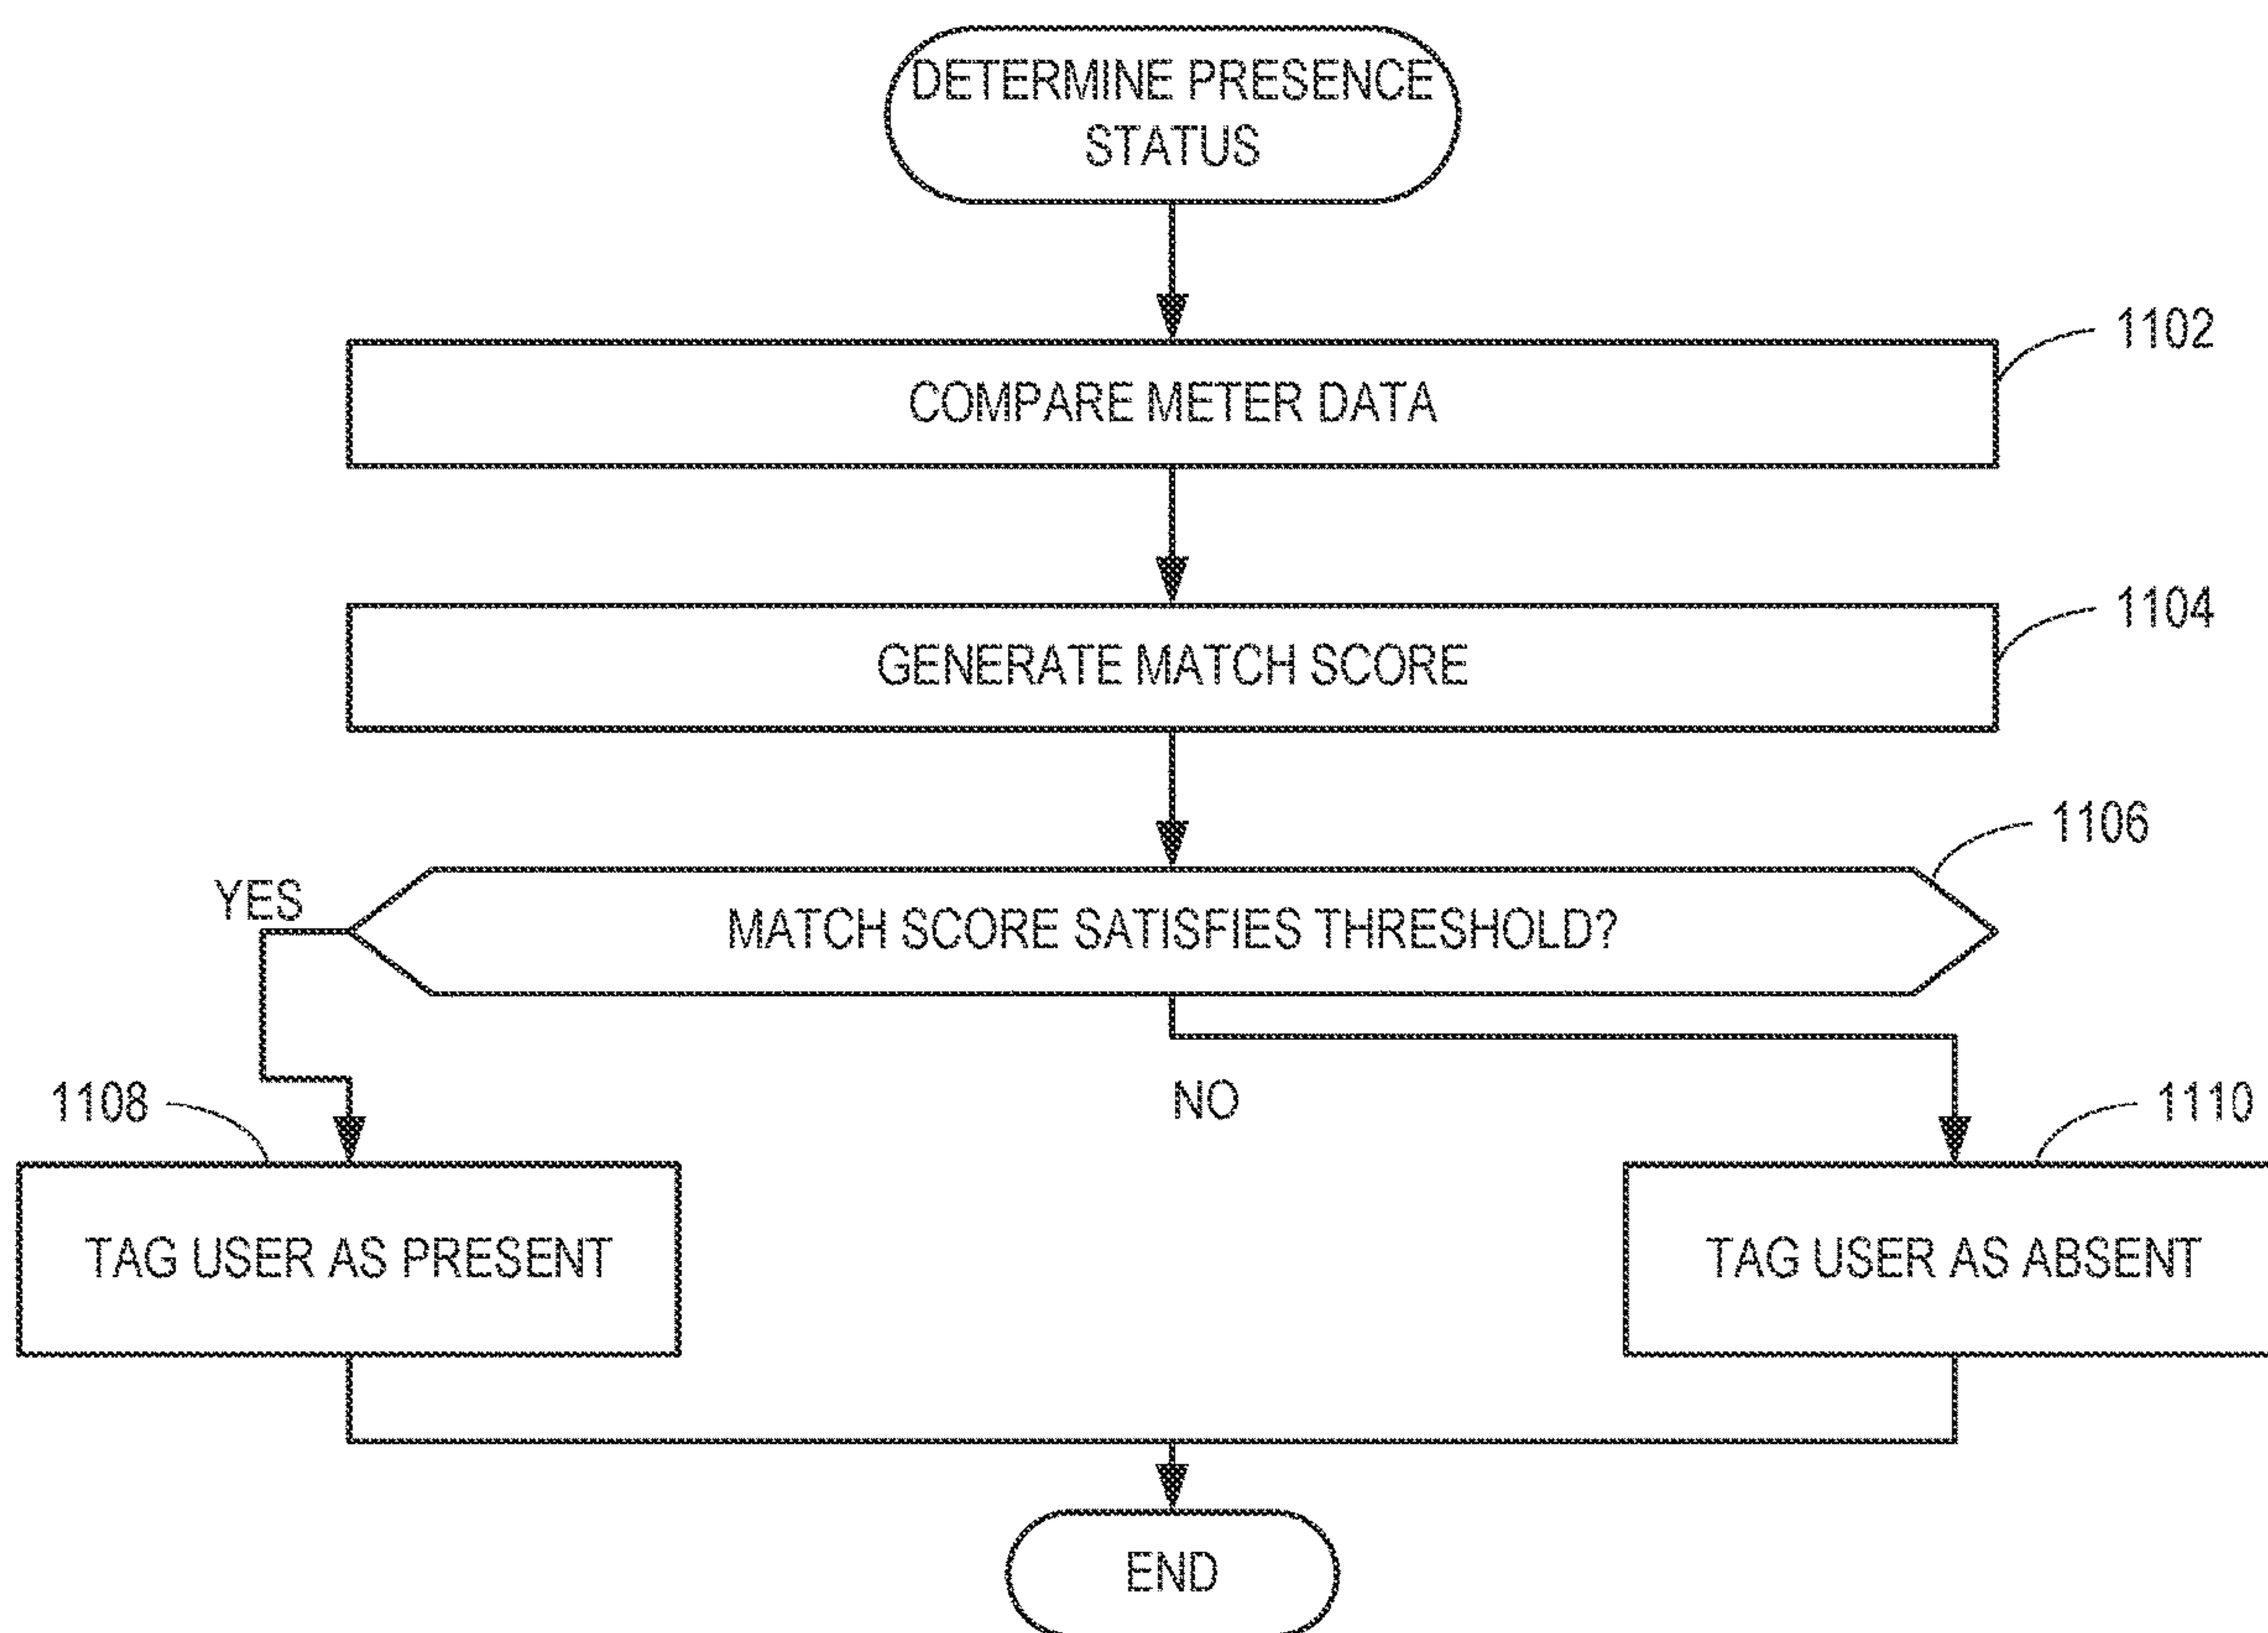 DETERMINE PRESENCE
STATUS
1102
COMPARE METER DATA
1104
GENERATE MATCH SCORE
1106
YES
MATCH SCORE SATISFIES THRESHOLD?
1108
NO
1110
TAG USER AS PRESENT
TAG USER AS ABSENT
END